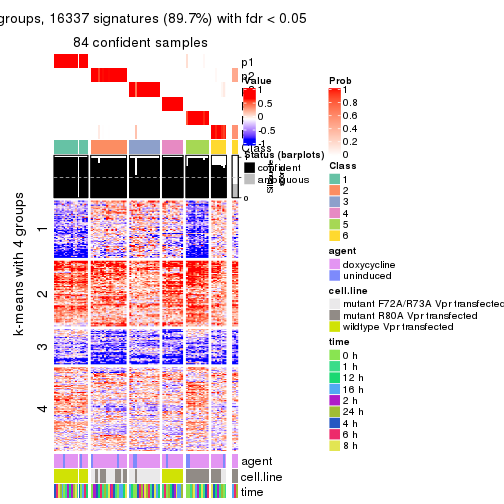 groups, 16337 signatures (89.7%) with fdr < 0.05
84 confident samples
p1
p2
Class
k-means with 4 groups
1
2
3
4
agent
cell.line
time
Value
1
0.5
0
-0.5
-1
Status (barplots)
confident
ambiguous
0
Prob
1
0.8
0.6
0.4
0.2
0
Class
1
2
3
4
5
6
agent
doxycycline
uninduced
cell.line
mutant F72A/R73A Vpr transfected
mutant R80A Vpr transfected
wildtype Vpr transfected
time
0 h
1 h
12 h
16 h
2 h
24 h
4 h
6 h
8 h